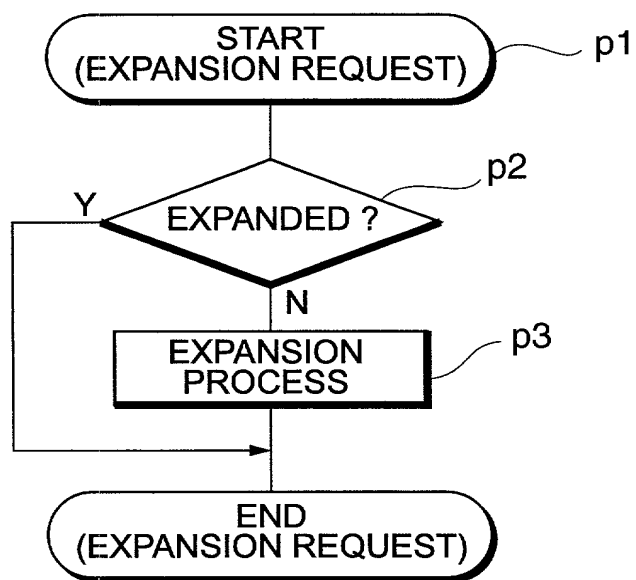 START
(EXPANSION REQUEST)
p1
p2
Y
EXPANDED ?
N
EXPANSION
PROCESS
p3
END
(EXPANSION REQUEST)